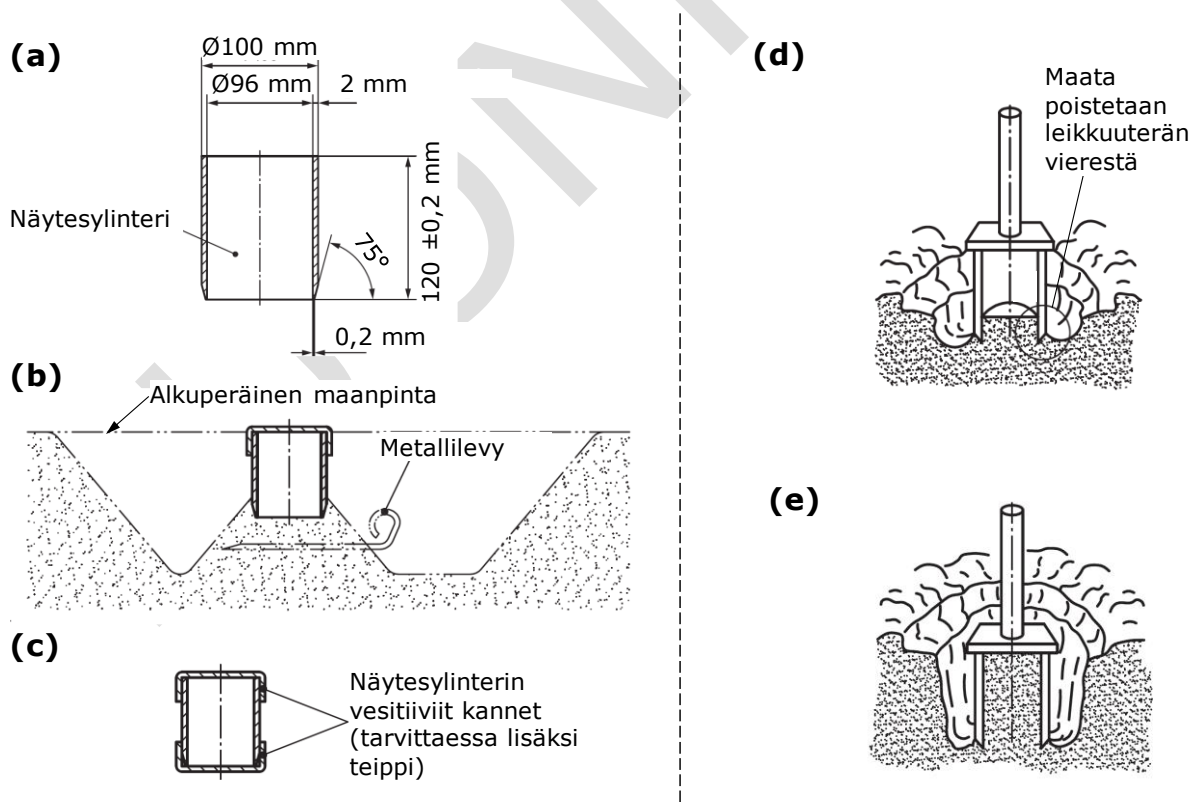 (a)
Ø100 mm
Ø96 mm
2 mm
120 ±0,2 mm
75°
Näytesylinteri
0,2 mm
(b)
Alkuperäinen maanpinta
Metallilevy
(c)
Näytesylinterin
vesitiiviit kannet
(tarvittaessa lisäksi
teippi)
(d)
Maata
poistetaan
leikkuuterän
vierestä
(e)